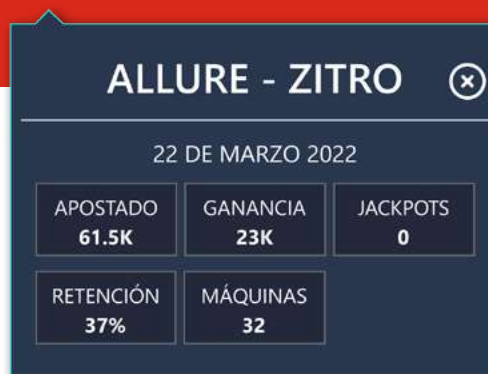 ALLURE - ZITRO
22 DE MARZO 2022
APOSTADO GANANCIA JACKPOTS
61.5K 23K 0
RETENCIÓN MÁQUINAS
37% 32